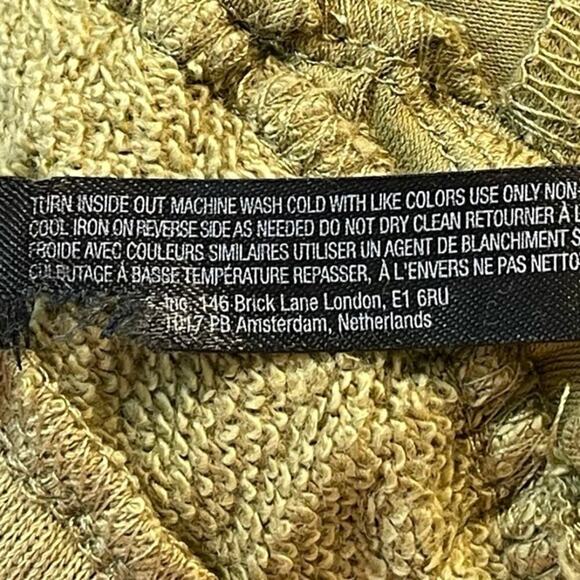 TURN INSIDE OUT MACHINE WASH COLD WITH LIKE COLORS USE ONLY NON-
COOL IRON ON REVERSE SIDE AS NEEDED DO NOT DRY CLEAN RETOURNER À L
FROIDE AVEC COULEURS SIMILAIRES UTILISER UN AGENT DE BLANCHIMENT S
CULBUTAGE À BASSE TEMPÉRATURE REPASSER, À L'ENVERS NE PAS NETTO
Inc. 146 Brick Lane London, E1 6RU
1017 PB Amsterdam, Netherlands